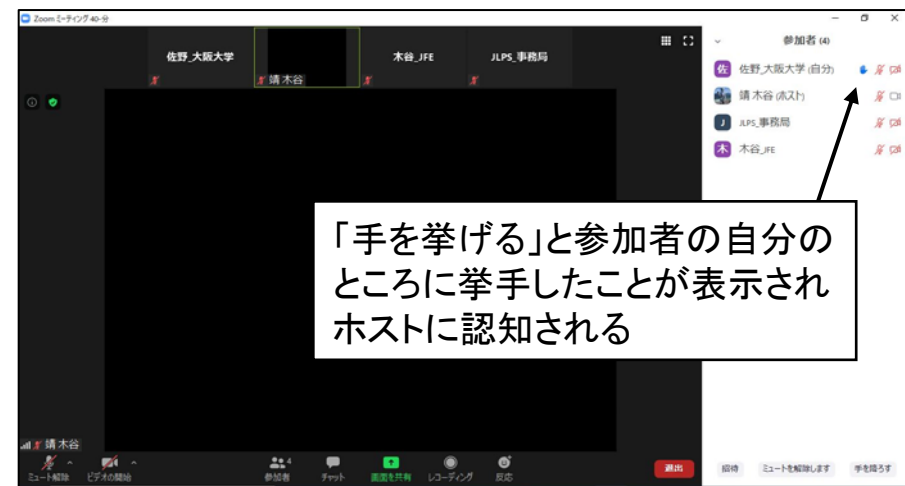 Zoom ミーティング 40-分
佐野_大阪大学
靖 木谷
木谷_JFE
JLPS_事務局
参加者 (4)
佐 佐野_大阪大学 (自分)
靖 木谷 (ホスト)
J JLPS_事務局
木 木谷_JFE
「手を挙げる」と参加者の自分の
ところに挙手したことが表示され
ホストに認知される
靖 木谷
ミュート解除 ビデオの開始 参加者 4 チャット 画面を共有 レコーディング 反応 退出
招待 ミュートを解除します 手を降ろす